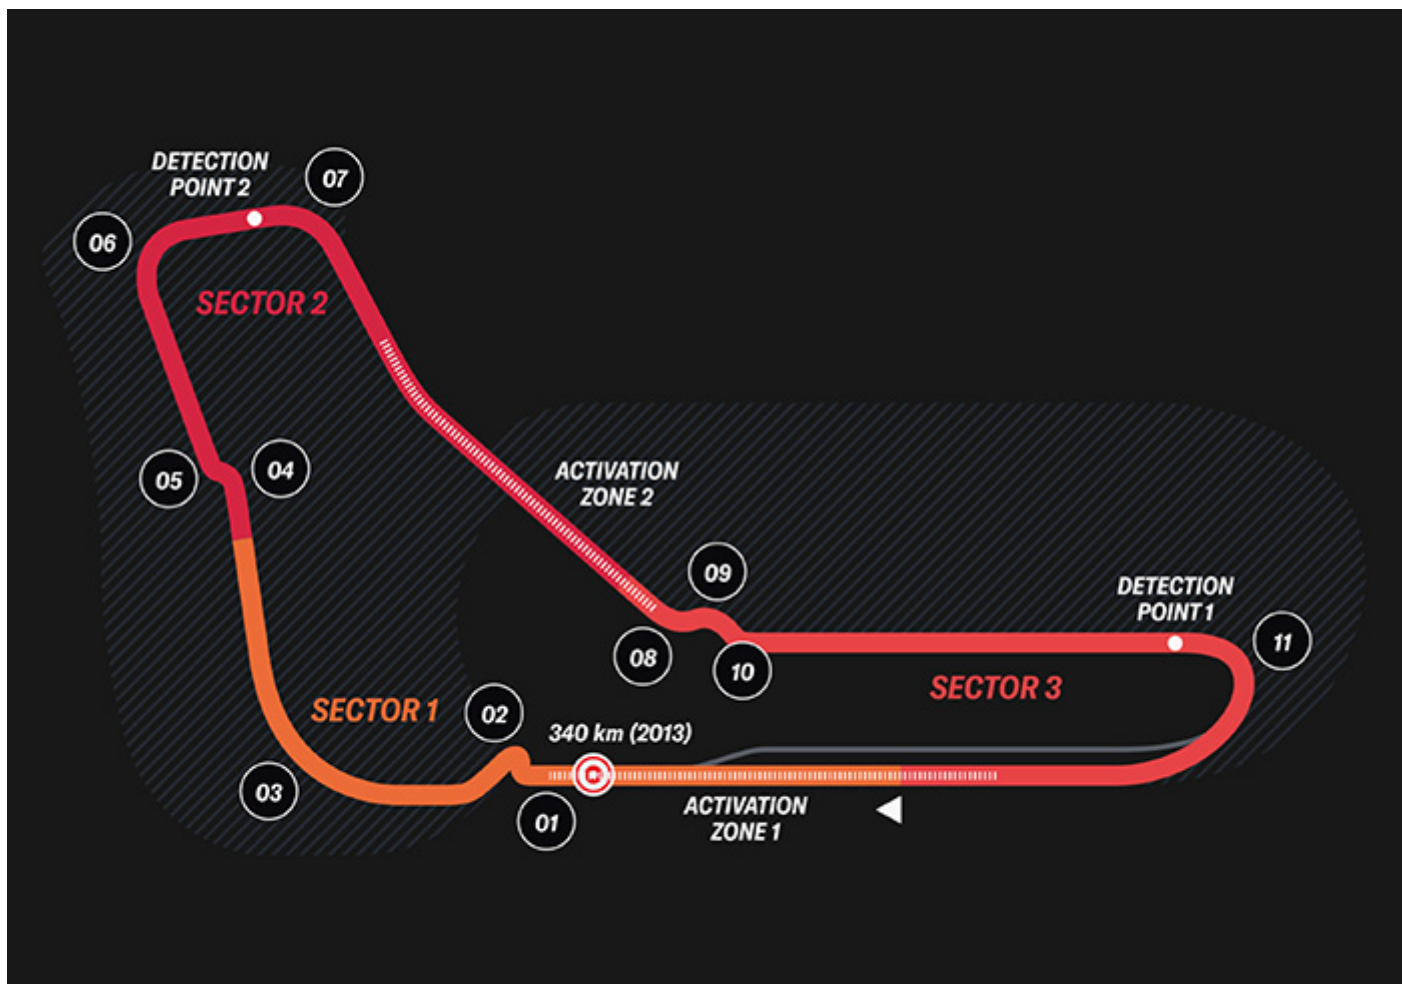 DETECTION
POINT 2
07
06
SECTOR 2
05
04
ACTIVATION
ZONE 2
09
DETECTION
POINT 1
11
08
10
SECTOR 3
SECTOR 1
02
340 km (2013)
03
01
ACTIVATION
ZONE 1